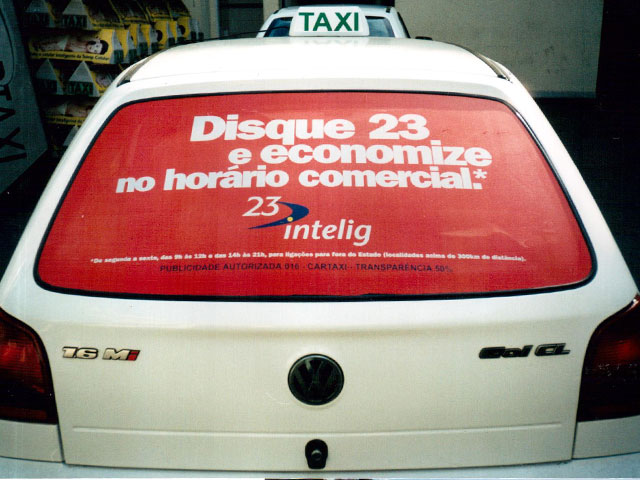 TAXI
Disque 23
e economize
no horário comercial.*
23
intelig
*De segunda a sexta, das 9h às 12h e das 14h às 21h, para ligações para fora do Estado (localidades acima de 300km de distância).
PUBLICIDADE AUTORIZADA 016 - CARTAXI - TRANSPARÊNCIA 50%
16 Mi
Gol CL
RTAXI